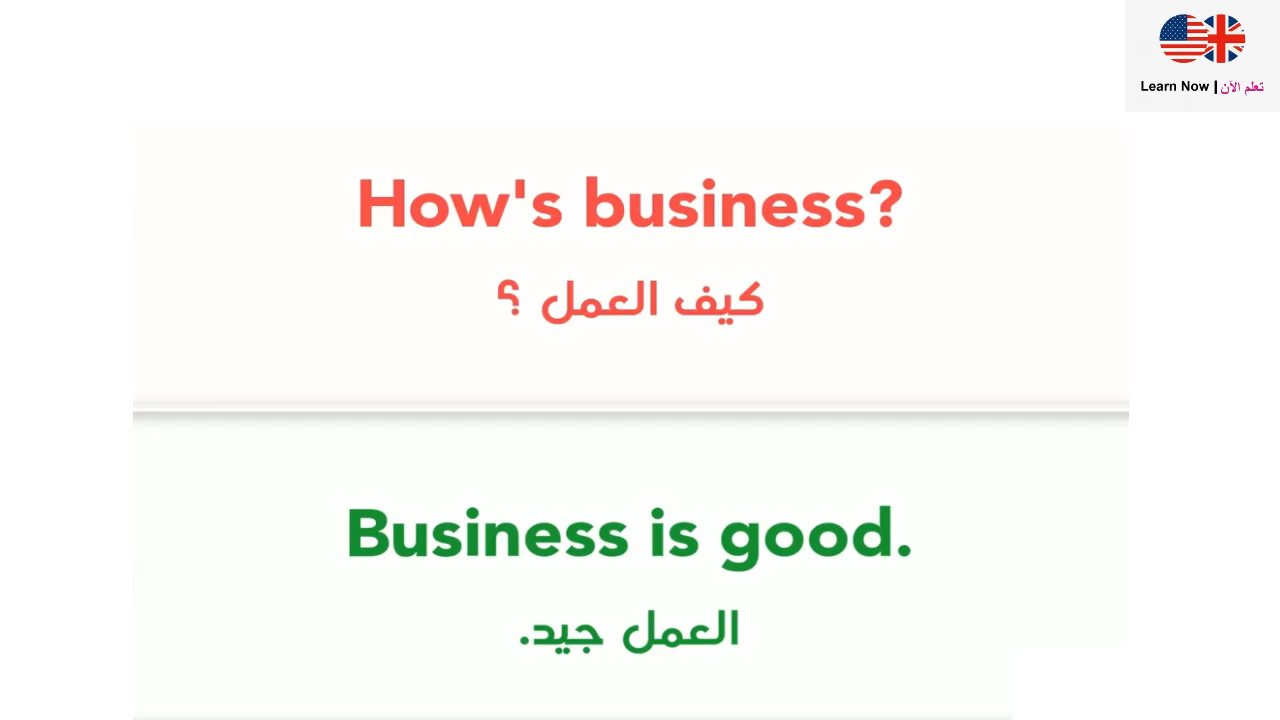 Learn Now | تعلم الآن
How's business?
كيف العمل ؟
Business is good.
العمل جيد.